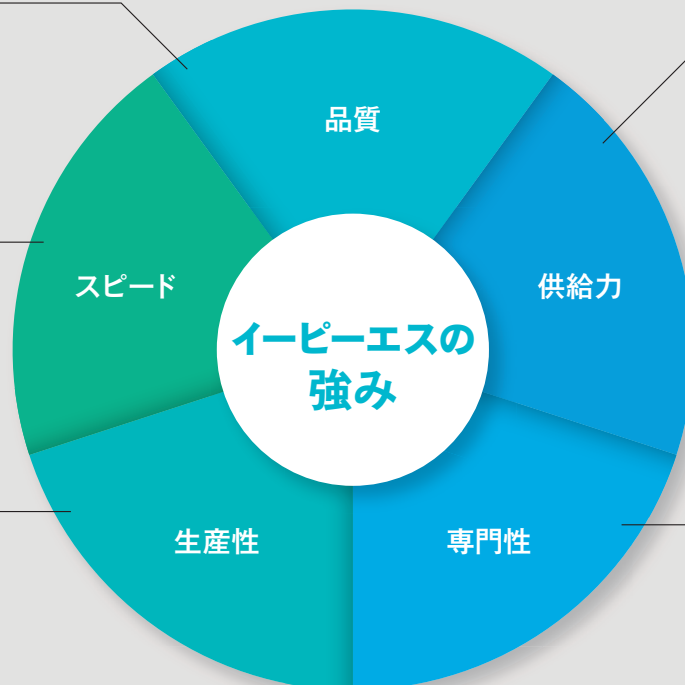 品質
供給力
専門性
生産性
スピード
イーピーエスの
強み